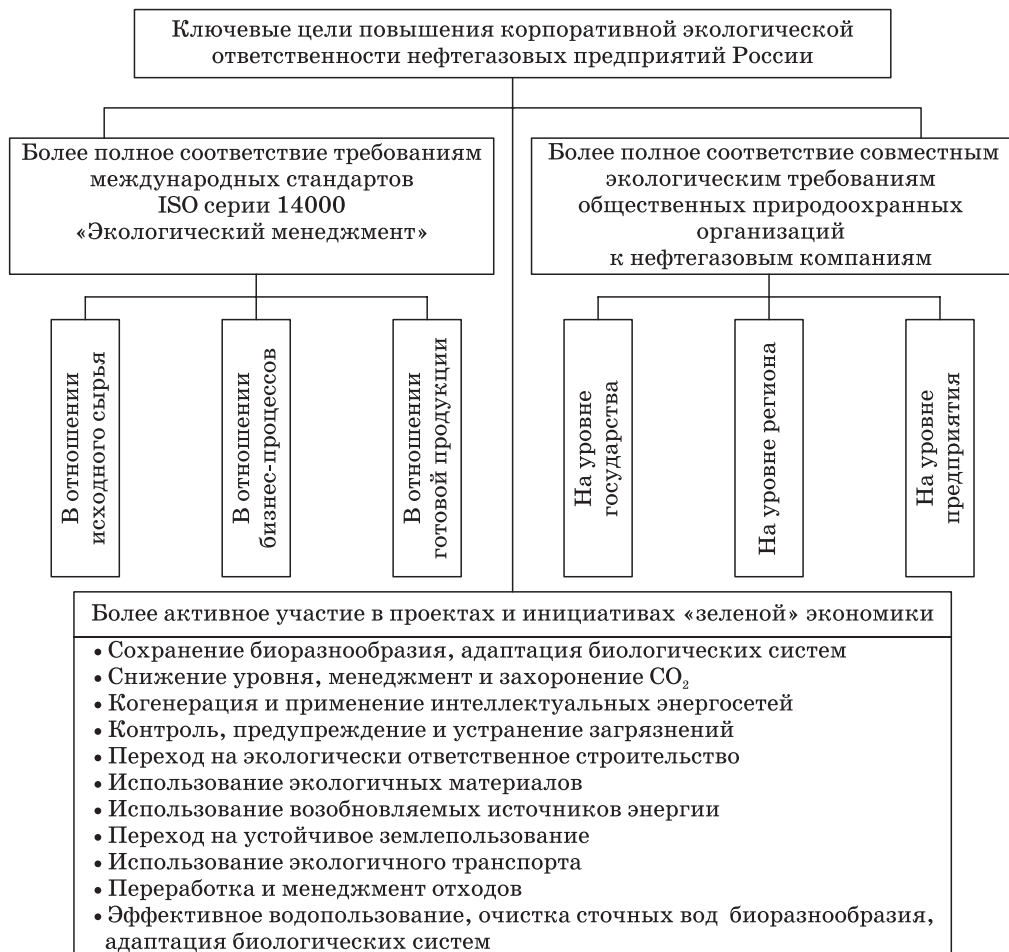 Ключевые цели повышения корпоративной экологической
ответственности нефтегазовых предприятий России
Более полное соответствие требованиям
международных стандартов
ISO серии 14000
«Экологический менеджмент»
Более полное соответствие совместным
экологическим требованиям
общественных природоохранных
организаций
к нефтегазовым компаниям
В отношении
исходного сырья
В отношении
бизнес-процессов
В отношении
готовой продукции
На уровне
государства
На уровне региона
На уровне
предприятия
Более активное участие в проектах и инициативах «зеленой» экономики
• Сохранение биоразнообразия, адаптация биологических систем
• Снижение уровня, менеджмент и захоронение CO₂
• Когенерация и применение интеллектуальных энергосетей
• Контроль, предупреждение и устранение загрязнений
• Переход на экологически ответственное строительство
• Использование экологичных материалов
• Использование возобновляемых источников энергии
• Переход на устойчивое землепользование
• Использование экологичного транспорта
• Переработка и менеджмент отходов
• Эффективное водопользование, очистка сточных вод биоразнообразия,
адаптация биологических систем